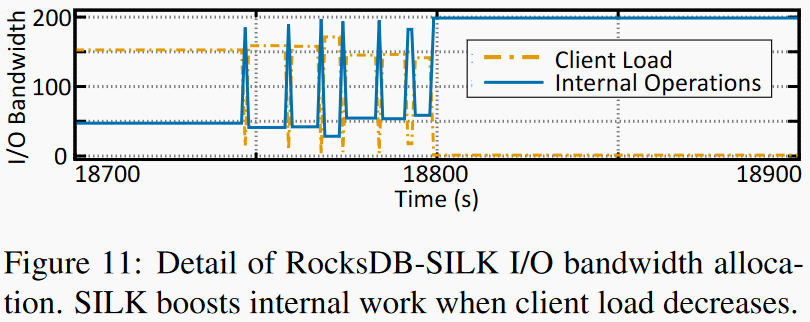 200
100
0
I/O Bandwidth
Client Load
Internal Operations
18700
18800
18900
Time (s)
Figure 11: Detail of RocksDB-SILK I/O bandwidth alloca-
tion. SILK boosts internal work when client load decreases.